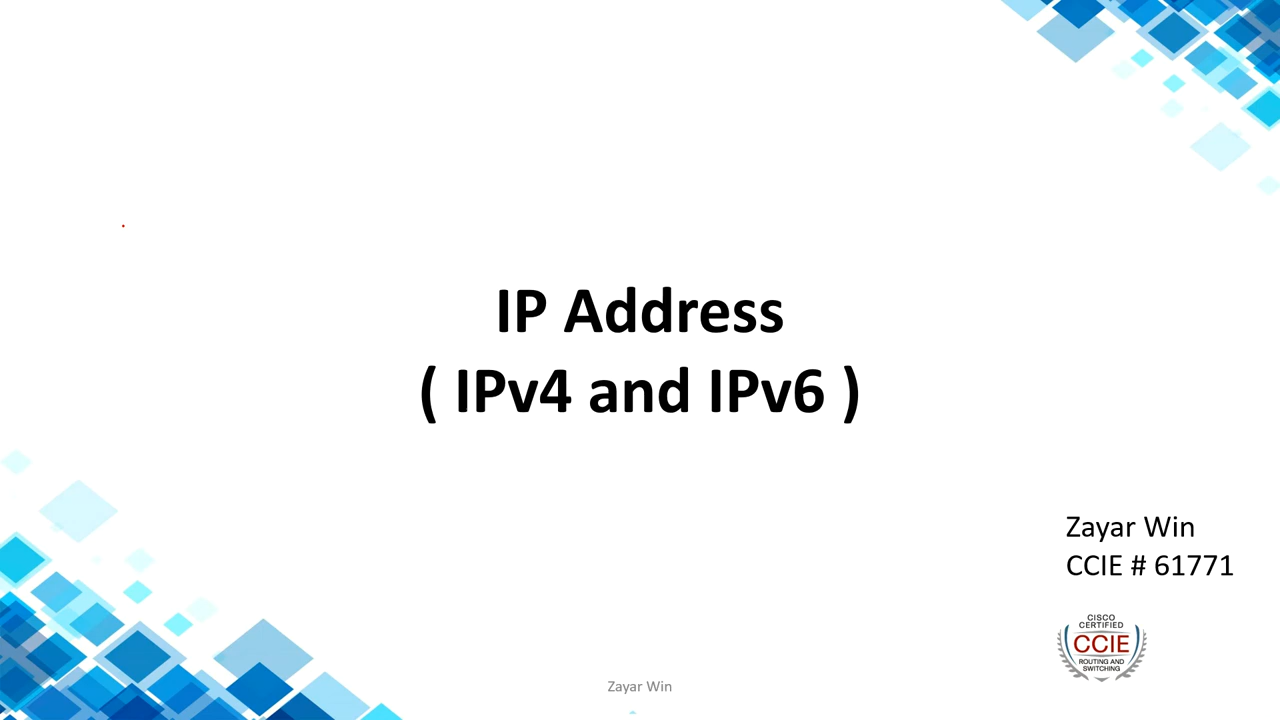 IP Address
( IPv4 and IPv6 )
Zayar Win
CCIE # 61771
CISCO
CERTIFIED
CCIE
ROUTING AND
SWITCHING
Zayar Win